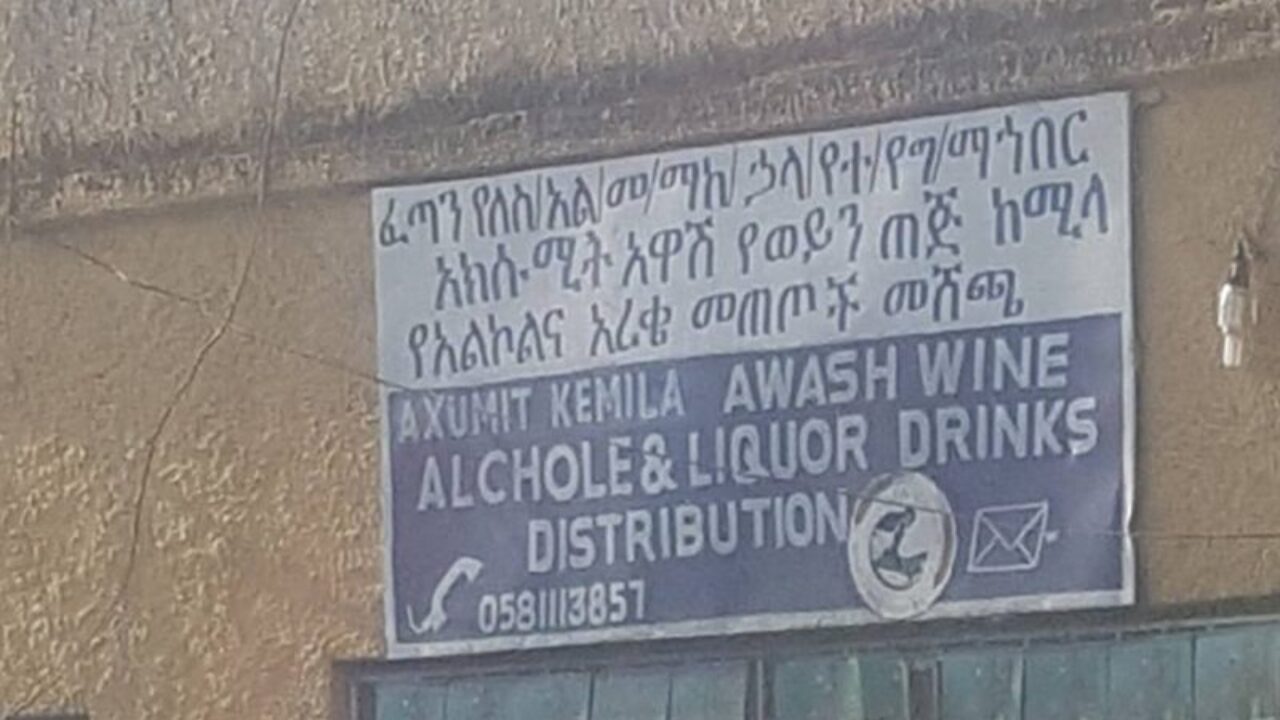 ፈጣን የለስ/አል/መ/ማከ/ኃላ/የተ/የግ/ማኅበር
አክሱሚት አዋሽ የወይን ጠጅ ከሚላ
የአልኮልና አረቄ መጠጦች መሸጫ
AXUMIT KEMILA AWASH WINE
ALCHOLE & LIQUOR DRINKS
DISTRIBUTION
0581113857